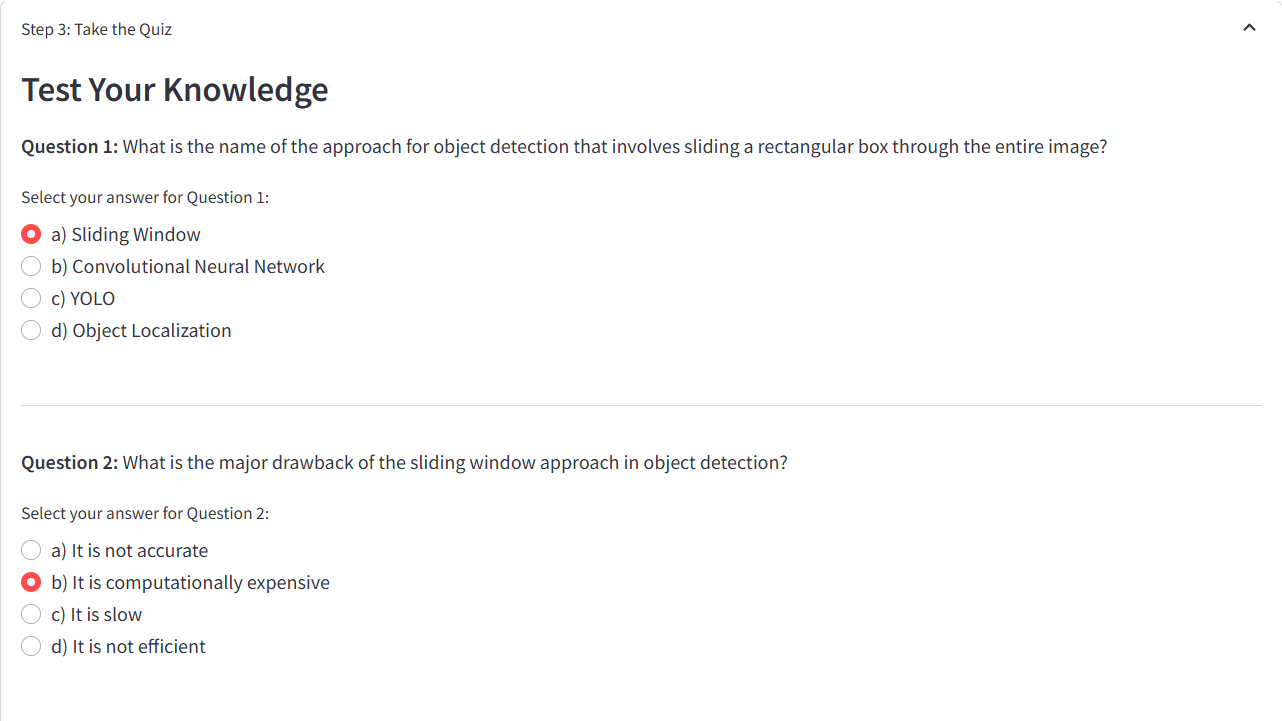 Step 3: Take the Quiz
Test Your Knowledge
Question 1: What is the name of the approach for object detection that involves sliding a rectangular box through the entire image?
Select your answer for Question 1:
a) Sliding Window
b) Convolutional Neural Network
c) YOLO
d) Object Localization
Question 2: What is the major drawback of the sliding window approach in object detection?
Select your answer for Question 2:
a) It is not accurate
b) It is computationally expensive
c) It is slow
d) It is not efficient